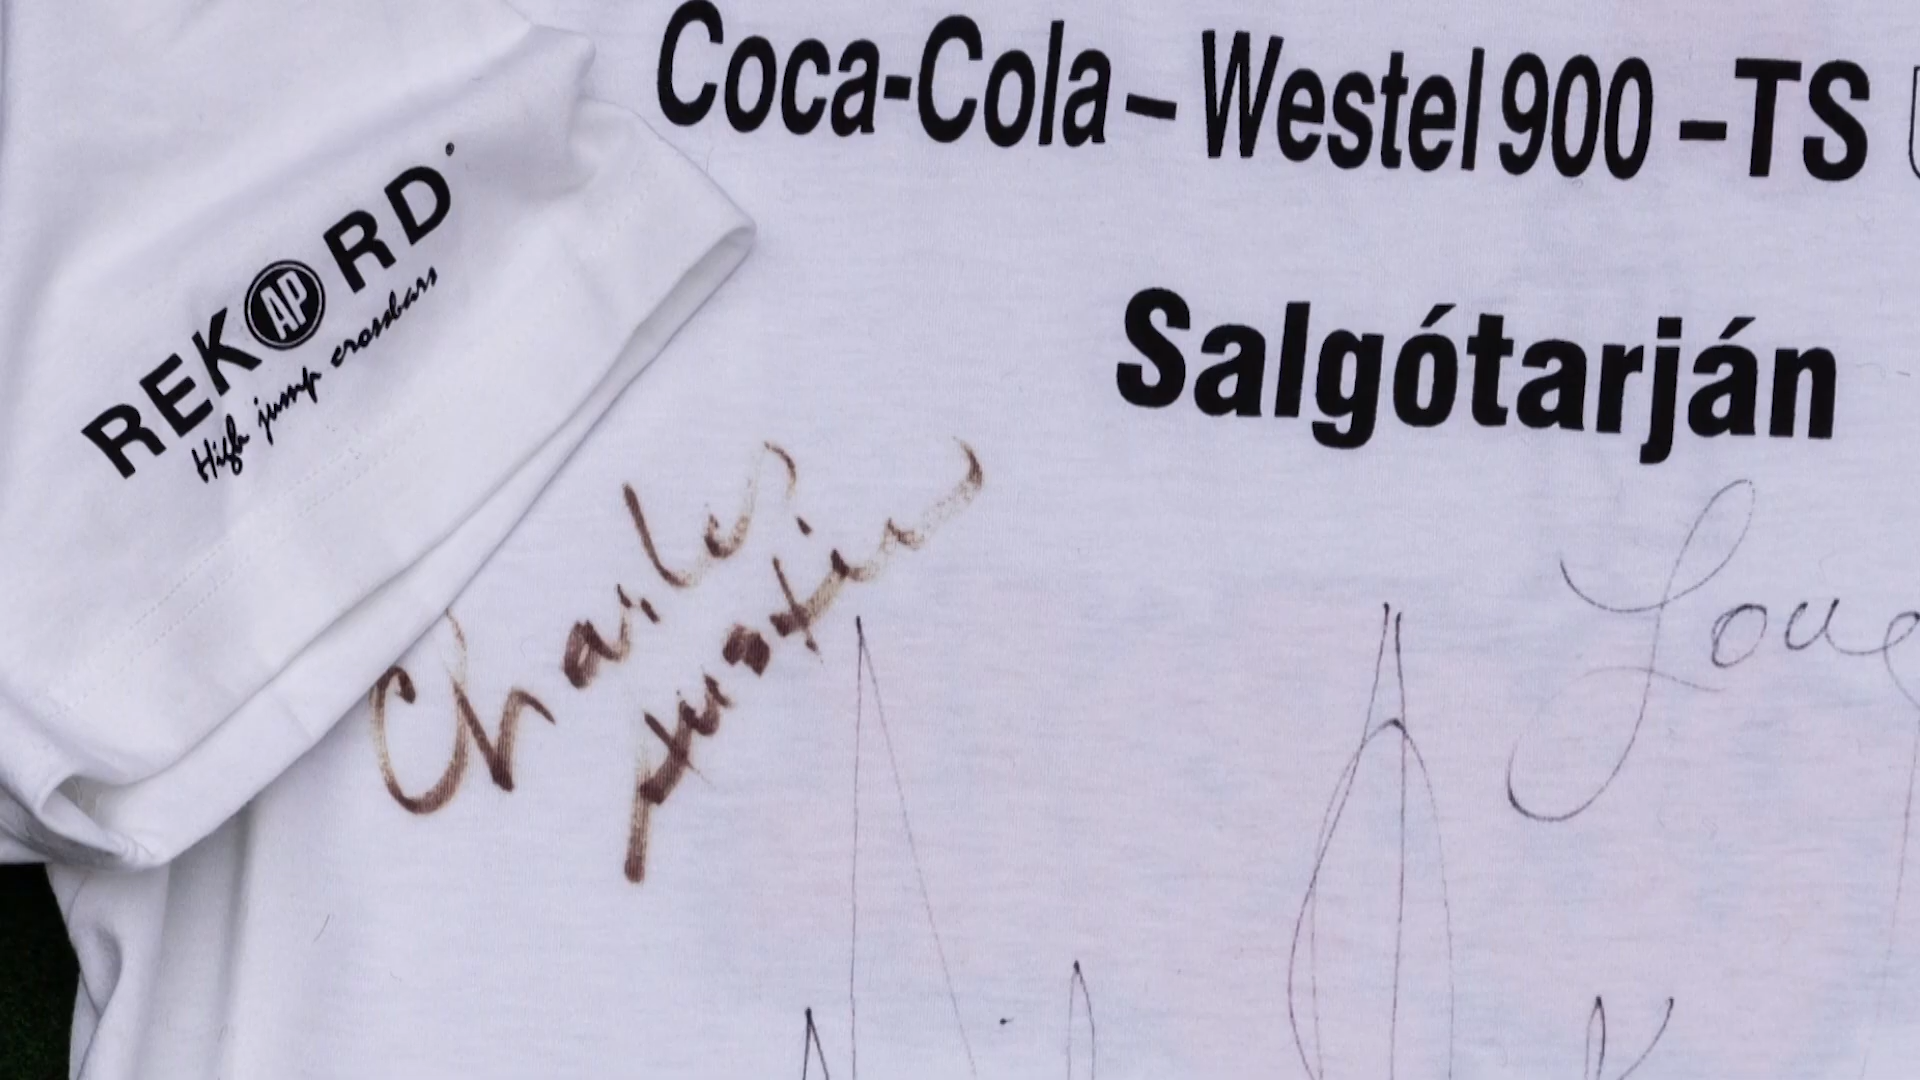 Coca-Cola – Westel 900 – TS
REKORD
AP
High jump crossbars
Salgótarján
Charles
Austin